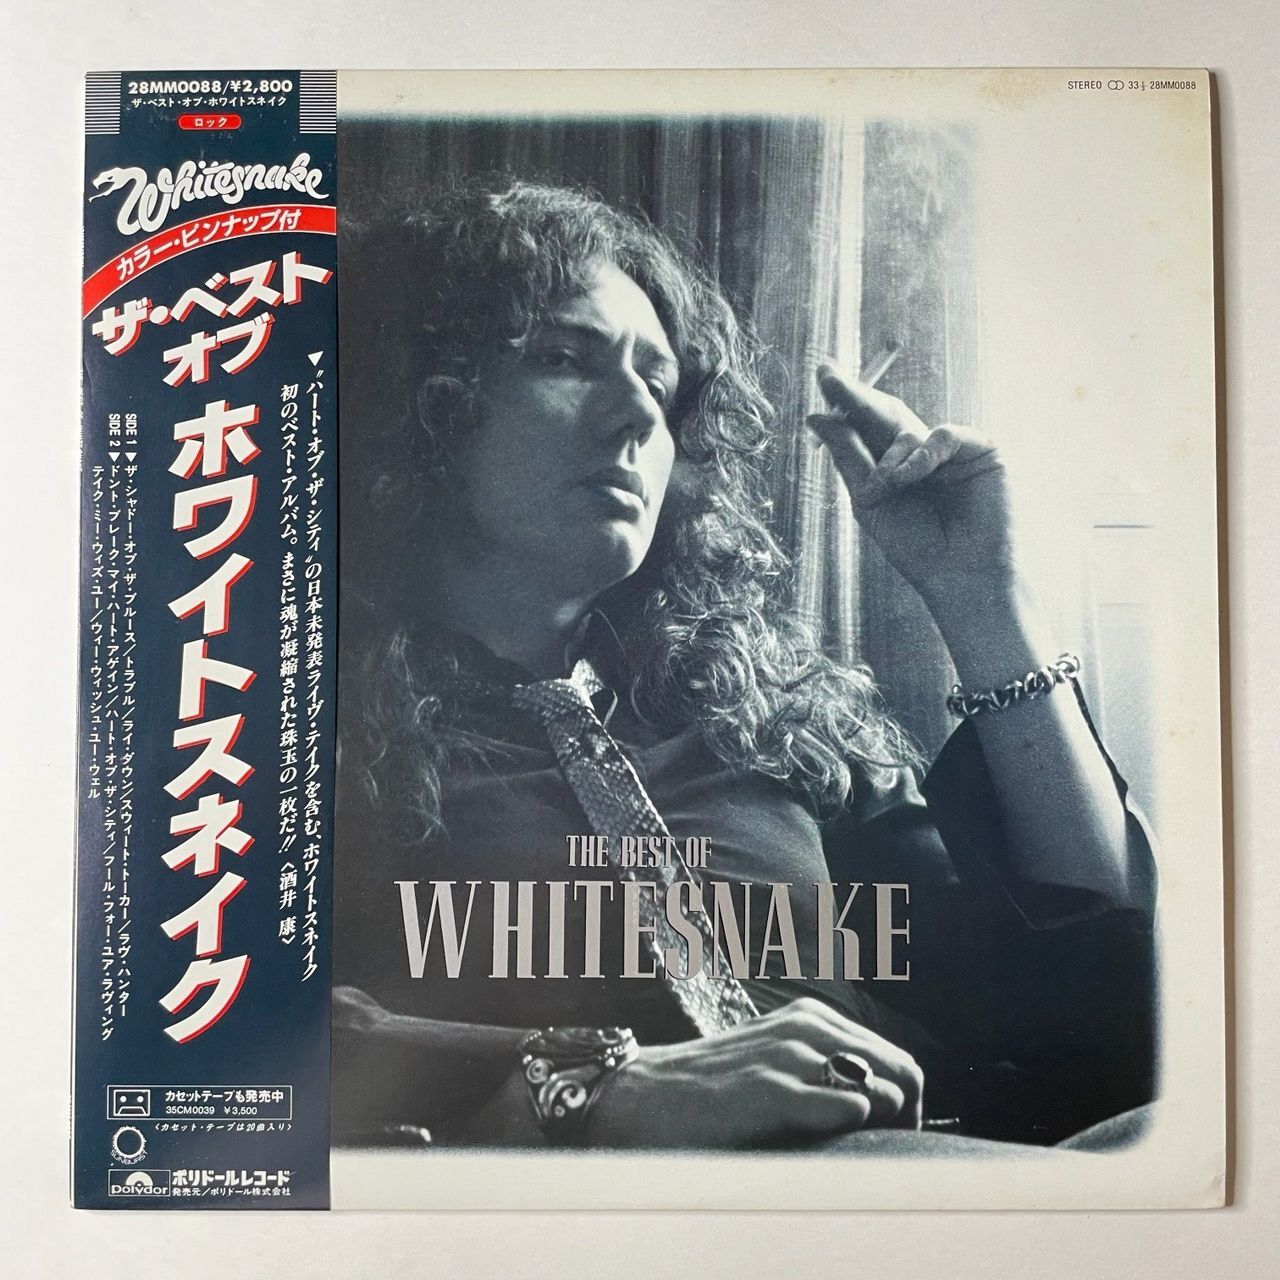 28MM0088/¥2,800
ザ・ベスト・オブ・ホワイトスネイク
ロック
Whitesnake
カラー・ピンナップ付
ザ・ベスト
オブ
ホワイトスネイク
▼“ハート・オブ・ザ・シティ”の日本未発表ライヴ・テイクを含む、ホワイトスネイク
初のベスト・アルバム。まさに魂が凝縮された珠玉の一枚だ!!〈酒井 康〉
SIDE 1▼ザ・シャドー・オブ・ザ・ブルース/トラブル/ライ・ダウン/スウィート・トーカー/ラヴ・ハンター
SIDE 2▼ドント・ブレーク・マイ・ハート・アゲイン/ハート・オブ・ザ・シティ/フール・フォー・ユア・ラヴィング
テイク・ミー・ウィズ・ユー/ウィー・ウィッシュ・ユー・ウェル
カセットテープも発売中
35CM0039 ¥3,500
〈カセット・テープは20曲入り〉
SUNBURST
polydor
ポリドールレコード
発売元/ポリドール株式会社
STEREO 33⅓ 28MM0088
THE BEST OF
WHITESNAKE